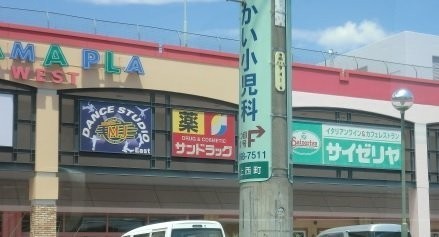 AMA PLA
WEST
DANCE STUDIO
East
薬
DRUG & COSMETIC
サンドラッグ
かい小児科
7511
西町
イタリアンワイン&カフェレストラン
Saizeriya
サイゼリヤ